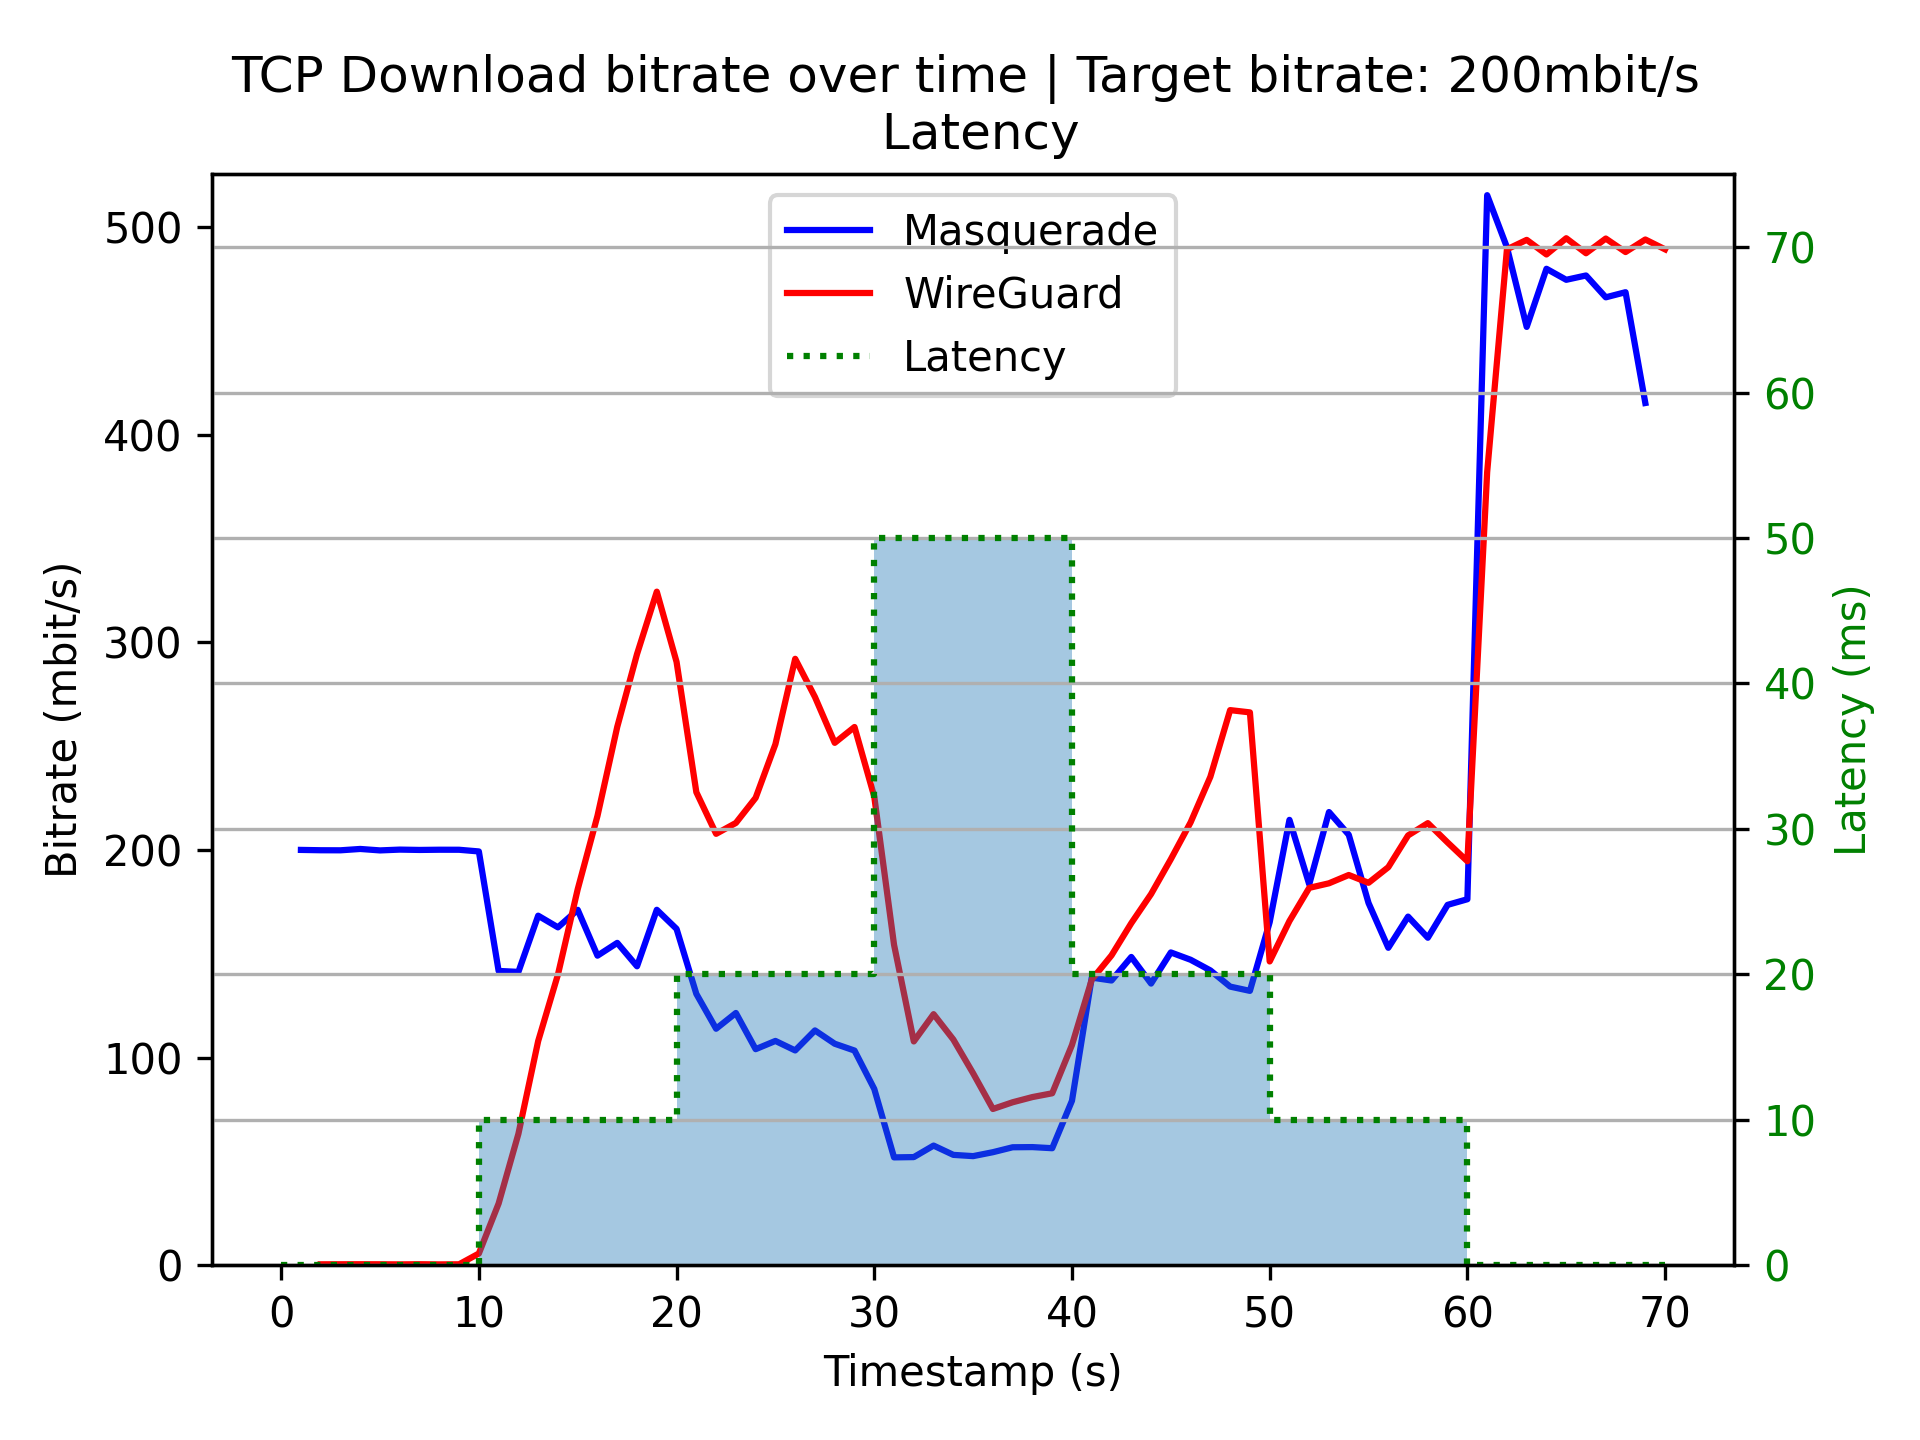 TCP Download bitrate over time | Target bitrate: 200mbit/s
Latency
Masquerade
WireGuard
Latency
Bitrate (mbit/s)
500
400
300
200
100
0
70
60
50
40
30
20
10
0
Latency (ms)
0 10 20 30 40 50 60 70
Timestamp (s)